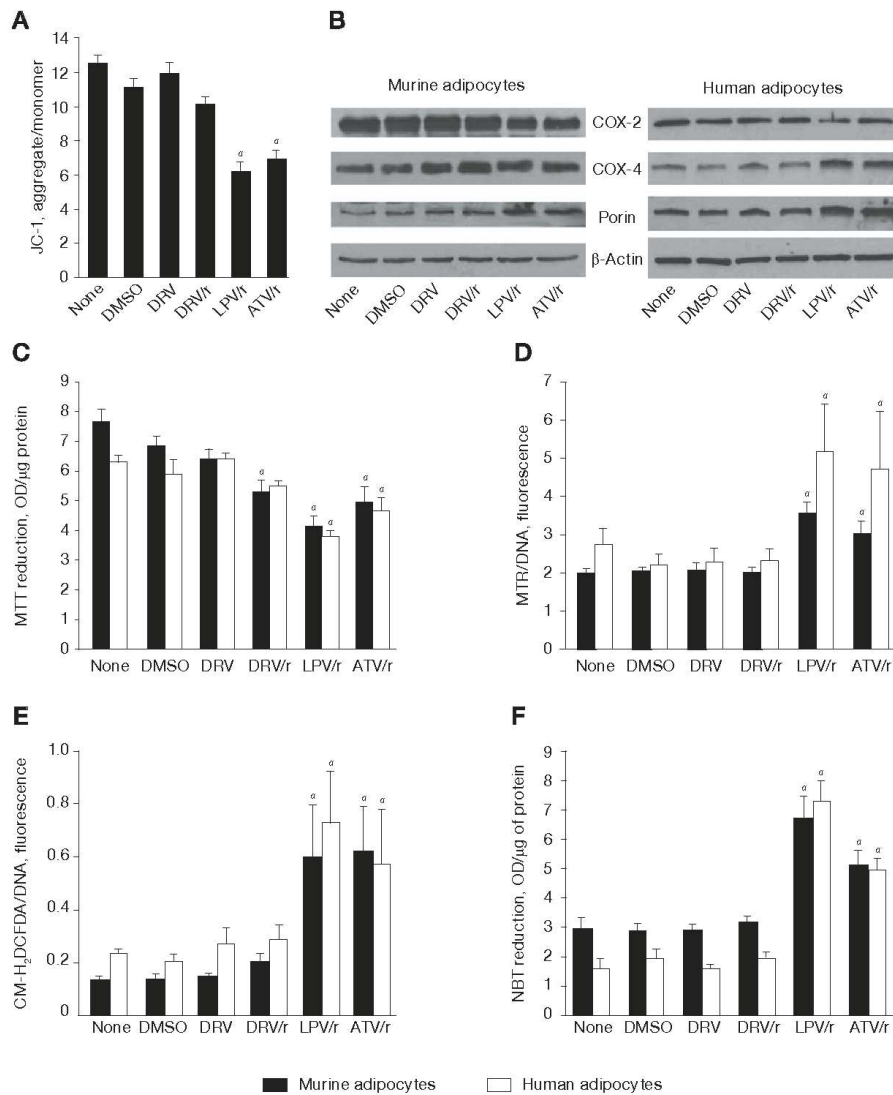 A
JC-1, aggregate/monomer
14
12
10
8
6
4
2
0
a
a
None
DMSO
DRV
DRV/r
LPV/r
ATV/r
B
Murine adipocytes
Human adipocytes
COX-2
COX-4
Porin
β-Actin
None
DMSO
DRV
DRV/r
LPV/r
ATV/r
None
DMSO
DRV
DRV/r
LPV/r
ATV/r
C
MTT reduction, OD/μg protein
9
8
7
6
5
4
3
2
1
0
a
a
a
a
a
None DMSO DRV DRV/r LPV/r ATV/r
D
MTR/DNA, fluorescence
7
6
5
4
3
2
1
0
a
a
a
a
None DMSO DRV DRV/r LPV/r ATV/r
E
CM-H₂DCFDA/DNA, fluorescence
1.0
0.8
0.6
0.4
0.2
0
a
a
a
a
None DMSO DRV DRV/r LPV/r ATV/r
F
NBT reduction, OD/μg of protein
9
8
7
6
5
4
3
2
1
0
a
a
a
a
None DMSO DRV DRV/r LPV/r ATV/r
Murine adipocytes Human adipocytes